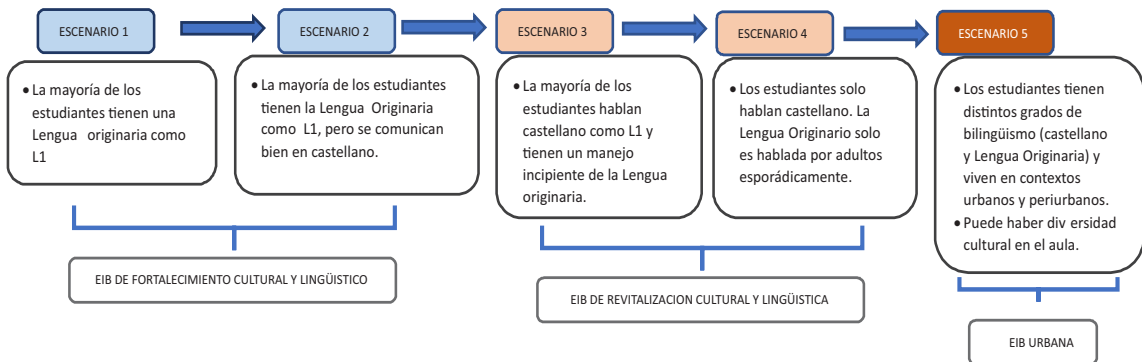 ESCENARIO 1
ESCENARIO 2
ESCENARIO 3
ESCENARIO 4
ESCENARIO 5
• La mayoría de los
estudiantes tienen una
Lengua originaria como
L1
• La mayoría de los estudiantes
tienen la Lengua Originaria
como L1, pero se comunican
bien en castellano.
• La mayoría de los
estudiantes hablan
castellano como L1 y
tienen un manejo
incipiente de la Lengua
originaria.
• Los estudiantes solo
hablan castellano. La
Lengua Originario solo
es hablada por adultos
esporádicamente.
• Los estudiantes tienen
distintos grados de
bilingüismo (castellano
y Lengua Originaria) y
viven en contextos
urbanos y periurbanos.
• Puede haber div ersidad
cultural en el aula.
EIB DE FORTALECIMIENTO CULTURAL Y LINGÜISTICO
EIB DE REVITALIZACION CULTURAL Y LINGÜISTICA
EIB URBANA